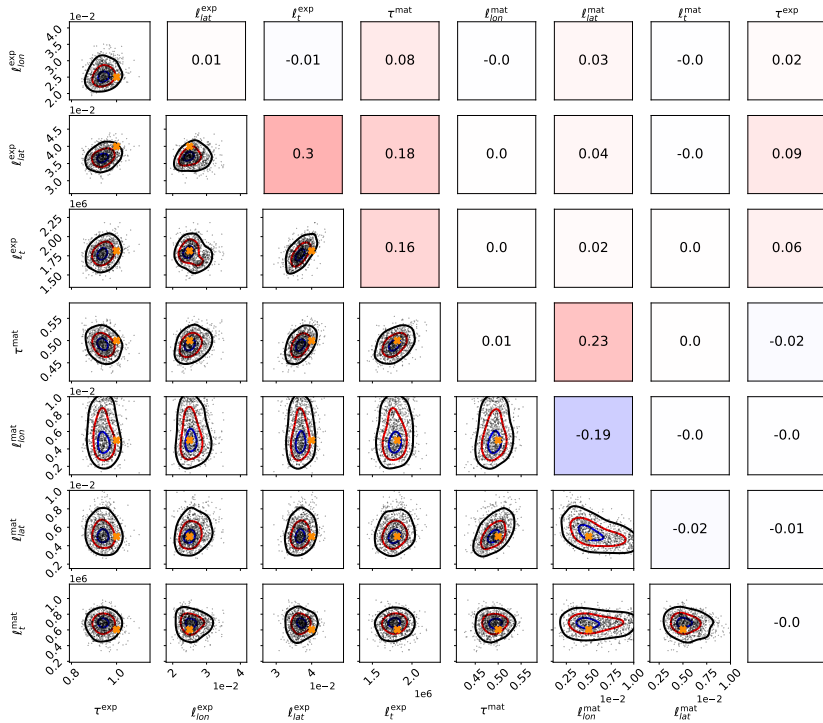 ℓ_lat^exp ℓ_t^exp τ^mat ℓ_lon^mat ℓ_lat^mat ℓ_t^mat τ^exp
1e−2
ℓ_lon^exp 4.0 3.5 3.0 2.5 2.0 0.01 -0.01 0.08 -0.0 0.03 -0.0 0.02
1e−2
ℓ_lat^exp 4.5 4.0 3.5 3.0 0.3 0.18 0.0 0.04 -0.0 0.09
1e6
ℓ_t^exp 2.25 2.00 1.75 1.50 0.16 0.0 0.02 0.0 0.06
τ^mat 0.55 0.50 0.45 0.01 0.23 0.0 -0.02
1e−2
ℓ_lon^mat 1.0 0.8 0.6 0.4 0.2 -0.19 -0.0 -0.0
1e−2
ℓ_lat^mat 1.0 0.8 0.6 0.4 0.2 -0.02 -0.01
1e6
ℓ_t^mat 1.0 0.8 0.6 0.4 0.2 -0.0
1.0 2 3 4 3 4 1.5 2.0 0.45 0.50 0.55 0.25 0.50 0.75 1.00 0.25 0.50 0.75 1.00
1e−2 1e−2 1e6 1e−2 1e−2
τ^exp ℓ_lon^exp ℓ_lat^exp ℓ_t^exp τ^mat ℓ_lon^mat ℓ_lat^mat